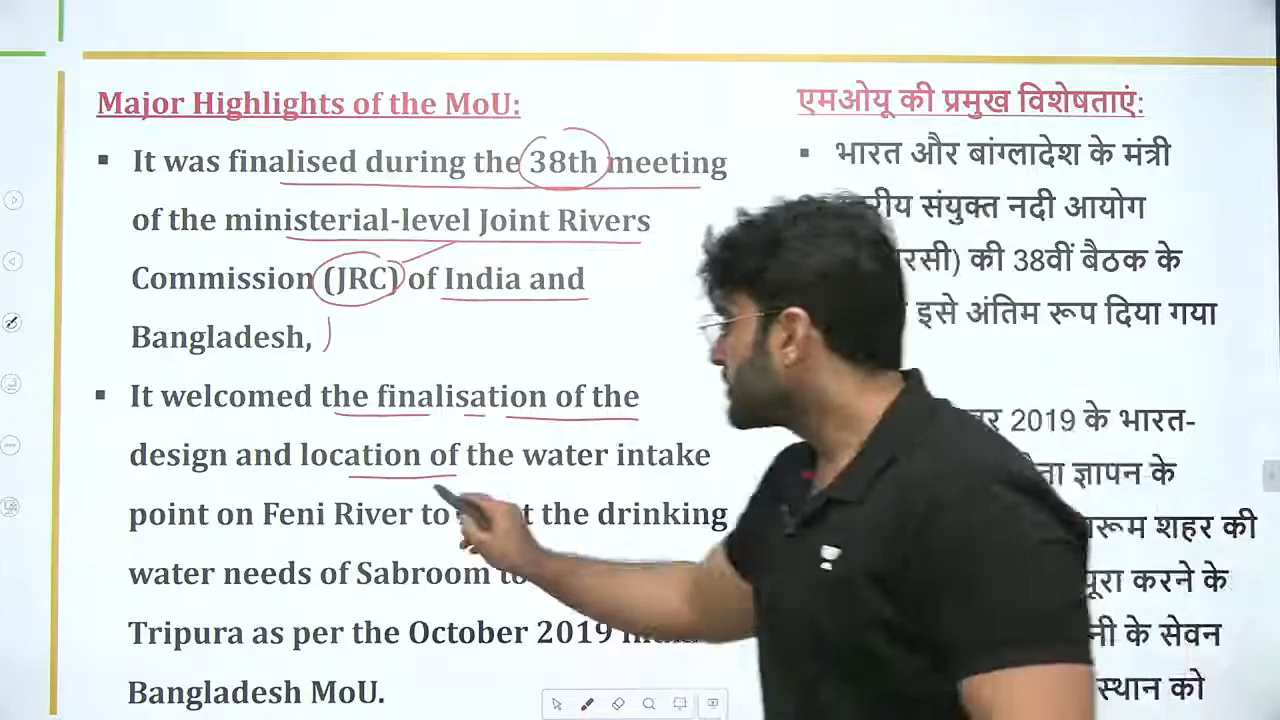 Major Highlights of the MoU:
It was finalised during the 38th meeting
of the ministerial-level Joint Rivers
Commission (JRC) of India and
Bangladesh,
It welcomed the finalisation of the
design and location of the water intake
point on Feni River to the drinking
water needs of Sabroom
Tripura as per the October 2019
Bangladesh MoU.
एमओयू की प्रमुख विशेषताएं:
भारत और बांग्लादेश के मंत्री
संयुक्त नदी आयोग
की 38वीं बैठक के
इसे अंतिम रूप दिया गया
2019 के भारत-
ज्ञापन के
शहर की
पूरा करने के
के सेवन
स्थान को